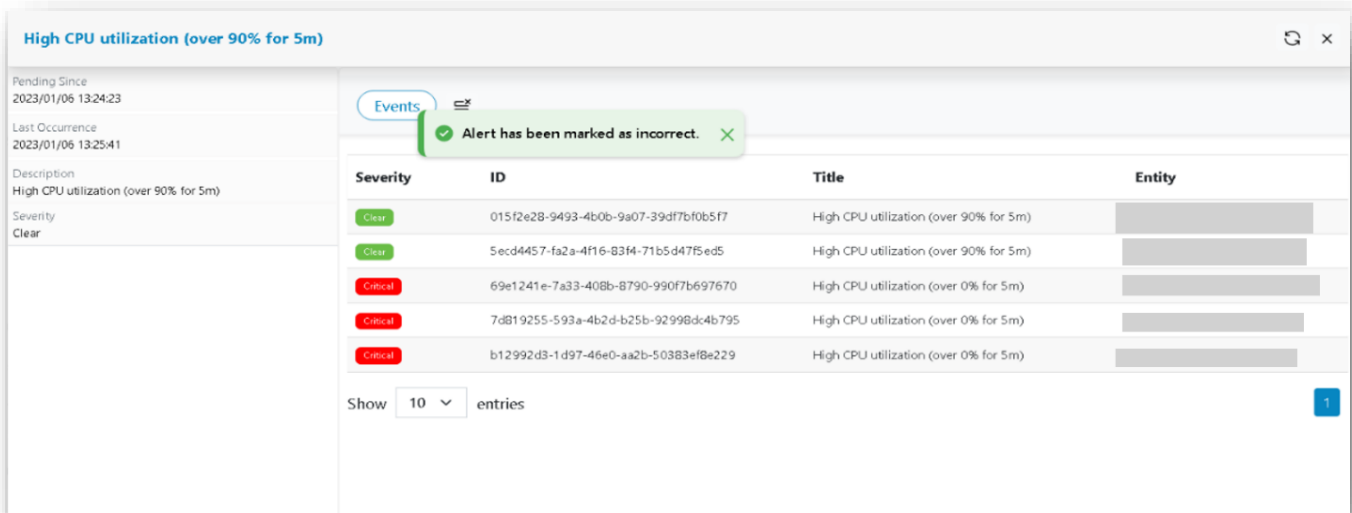 High CPU utilization (over 90% for 5m)
Pending Since
2023/01/06 13:24:23
Last Occurrence
2023/01/06 13:25:41
Description
High CPU utilization (over 90% for 5m)
Severity
Clear
Events
Alert has been marked as incorrect.
Severity ID Title Entity
Clear 015f2e28-9493-4b0b-9a07-39df7bf0b5f7 High CPU utilization (over 90% for 5m)
Clear 5ecd4457-fa2a-4f16-83f4-71b5d47f5ed5 High CPU utilization (over 90% for 5m)
Critical 69e1241e-7a33-408b-8790-990f7b697670 High CPU utilization (over 0% for 5m)
Critical 7d819255-593a-4b2d-b25b-92998dc4b795 High CPU utilization (over 0% for 5m)
Critical b12992d3-1d97-46e0-aa2b-50383ef8e229 High CPU utilization (over 0% for 5m)
Show 10 entries 1